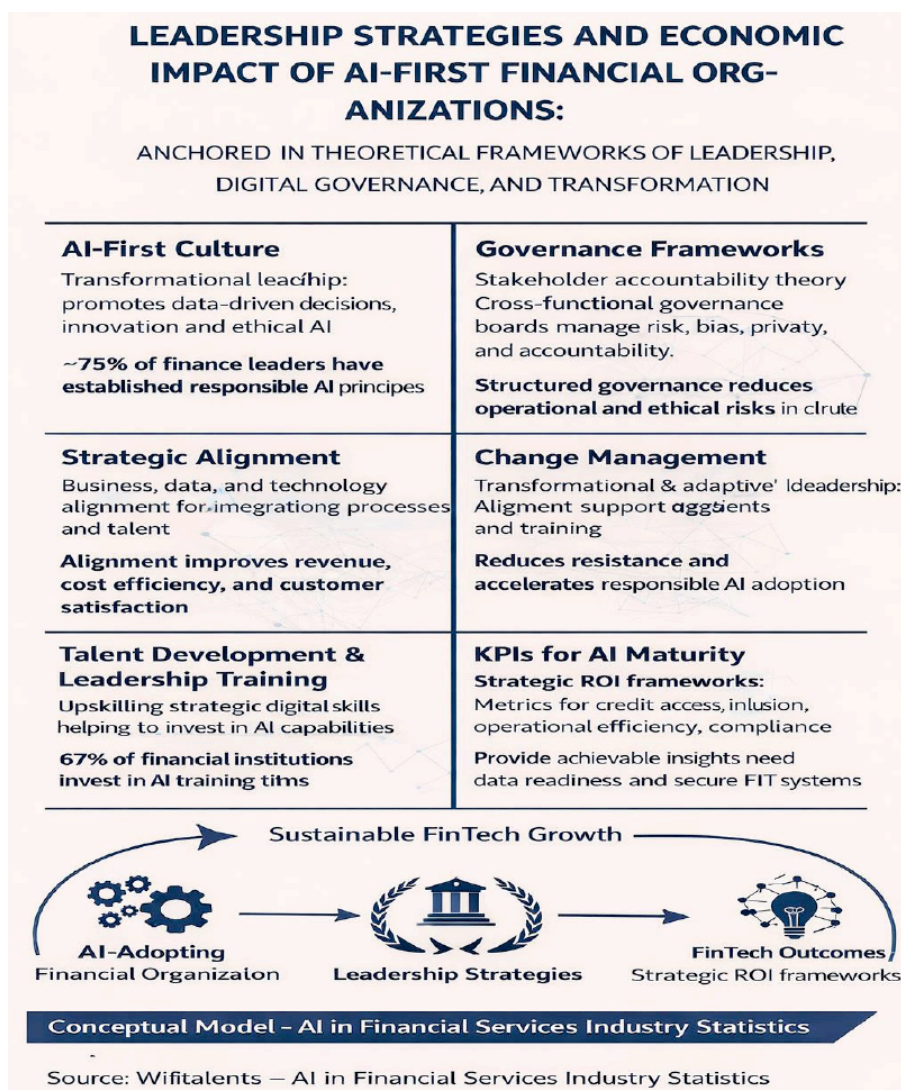 LEADERSHIP STRATEGIES AND ECONOMIC
IMPACT OF AI-FIRST FINANCIAL ORG-
ANIZATIONS:
ANCHORED IN THEORETICAL FRAMEWORKS OF LEADERSHIP,
DIGITAL GOVERNANCE, AND TRANSFORMATION
AI-First Culture
Transformational
promotes data-driven decisions,
innovation and ethical AI
~75% of finance leaders have
established responsible AI principes
Governance Frameworks
Stakeholder accountability theory
Cross-functional governance
boards manage risk, bias, privaty,
and accountability.
Structured governance reduces
operational and ethical risks in
Strategic Alignment
Business, data, and technology
alignment for imegrationg processes
and talent
Alignment improves revenue,
cost efficiency, and customer
satisfaction
Change Management
Transformational & adaptive' Ideadership:
Aligment support
and training
Reduces resistance and
accelerates responsible AI adoption
Talent Development &
Leadership Training
Upskilling strategic digital skills
helping to invest in AI capabilities
67% of financial institutions
invest in AI training
KPIs for AI Maturity
Strategic ROI frameworks:
Metrics for credit access, inlusion,
operational efficiency, compliance
Provide achievable insights need
data readiness and secure FIT systems
Sustainable FinTech Growth
AI-Adopting
Financial Organizaion
Leadership Strategies
FinTech Outcomes
Strategic ROI frameworks
Conceptual Model – AI in Financial Services Industry Statistics
Source: Wifitalents – AI in Financial Services Industry Statistics